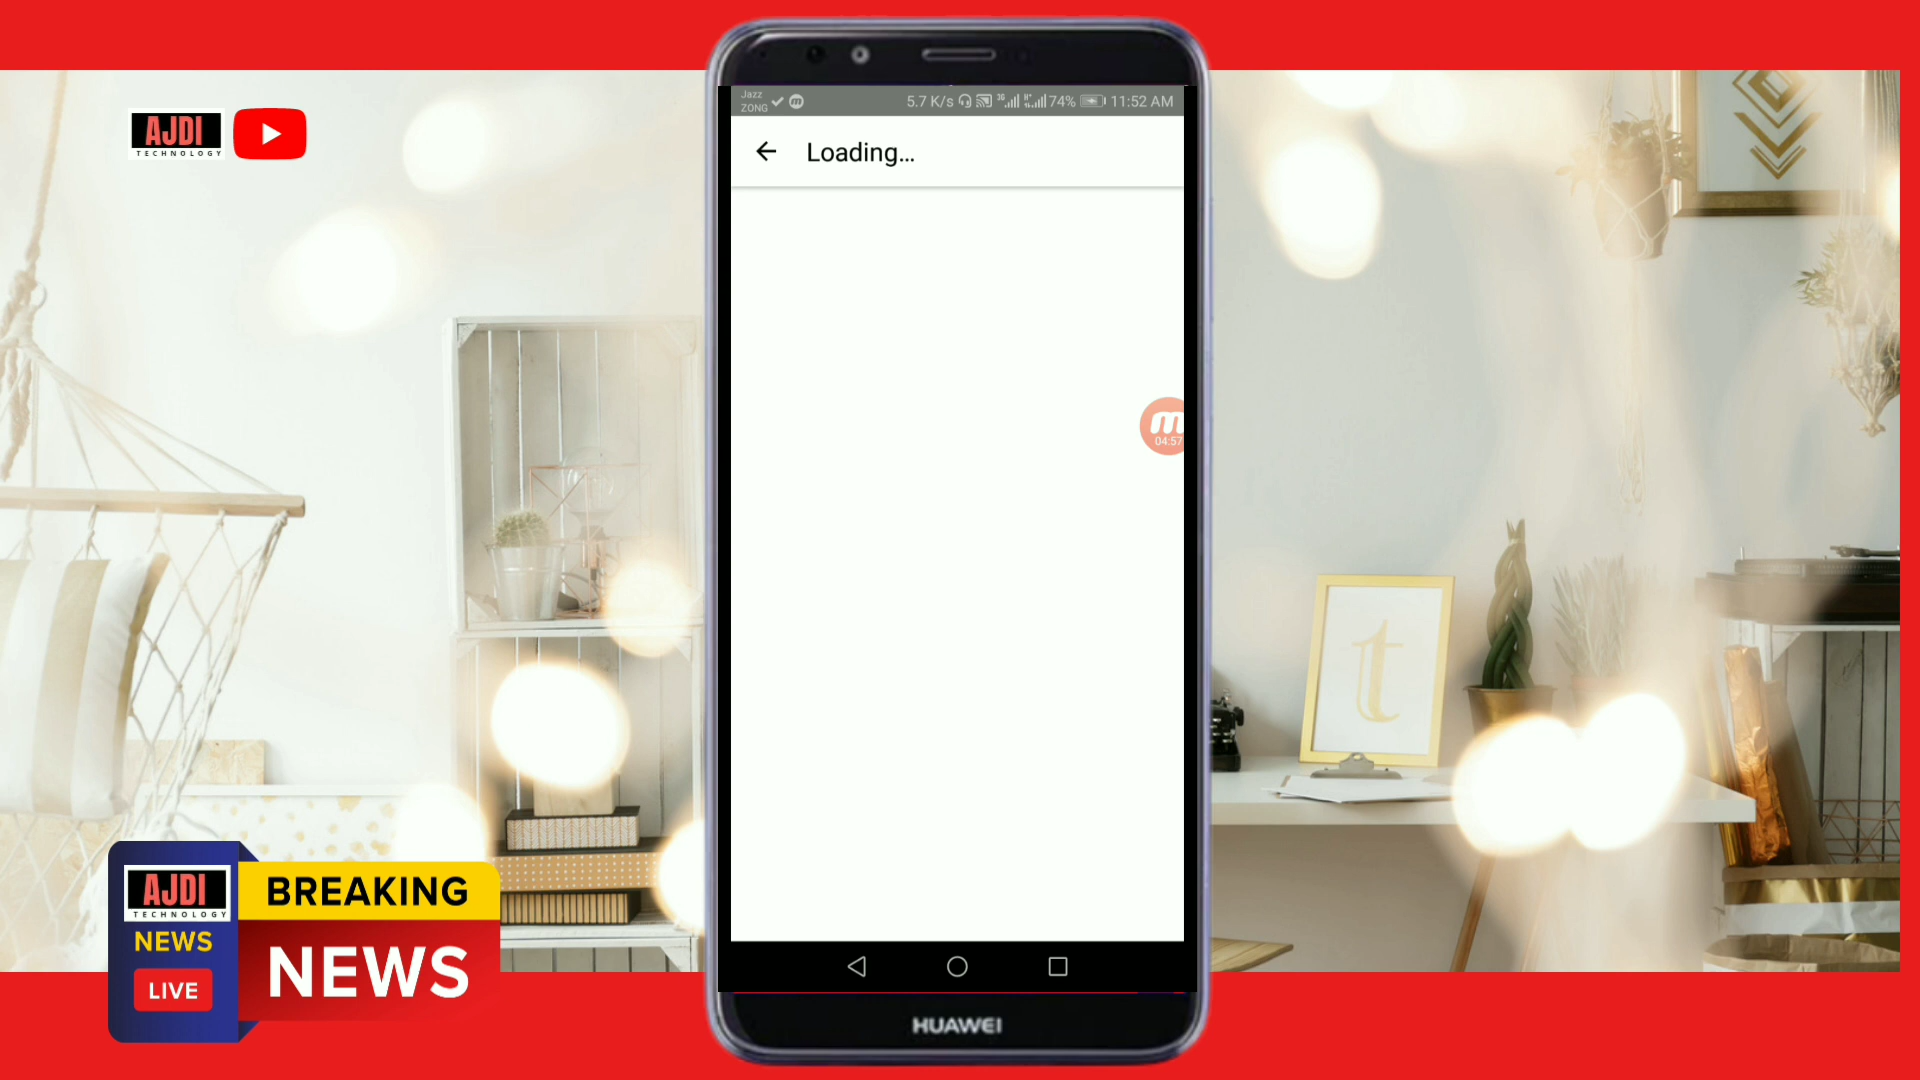 AJDI
TECHNOLOGY
Jazz
ZONG
5.7 K/s 3G H+ 74% 11:52 AM
Loading...
m
04:57
t
AJDI
TECHNOLOGY
NEWS
LIVE
BREAKING
NEWS
HUAWEI